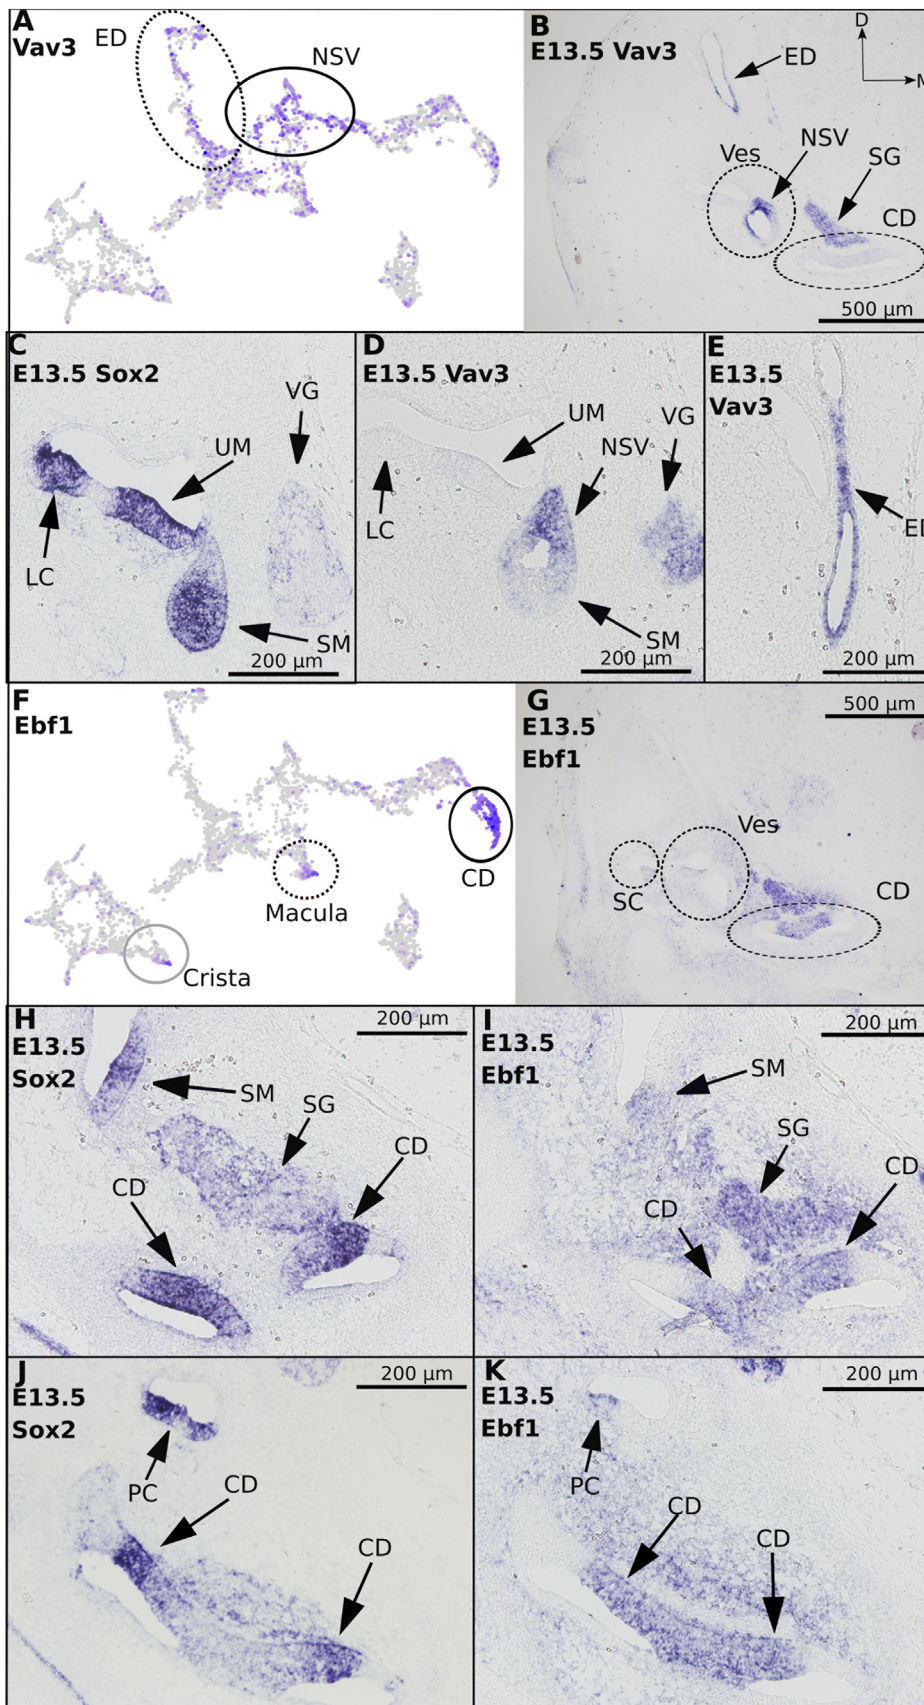 A
Vav3
ED
NSV
B
E13.5 Vav3
ED
D
M
Ves
NSV
SG
CD
500 µm
C
E13.5 Sox2
VG
UM
LC
SM
200 µm
D
E13.5 Vav3
UM
NSV
VG
LC
SM
200 µm
E
E13.5
Vav3
ED
200 µm
F
Ebf1
CD
Macula
Crista
G
E13.5
Ebf1
500 µm
Ves
SC
CD
H
E13.5
Sox2
200 µm
SM
SG
CD
CD
I
E13.5
Ebf1
200 µm
SM
SG
CD
CD
J
E13.5
Sox2
200 µm
PC
CD
CD
K
E13.5
Ebf1
200 µm
PC
CD
CD